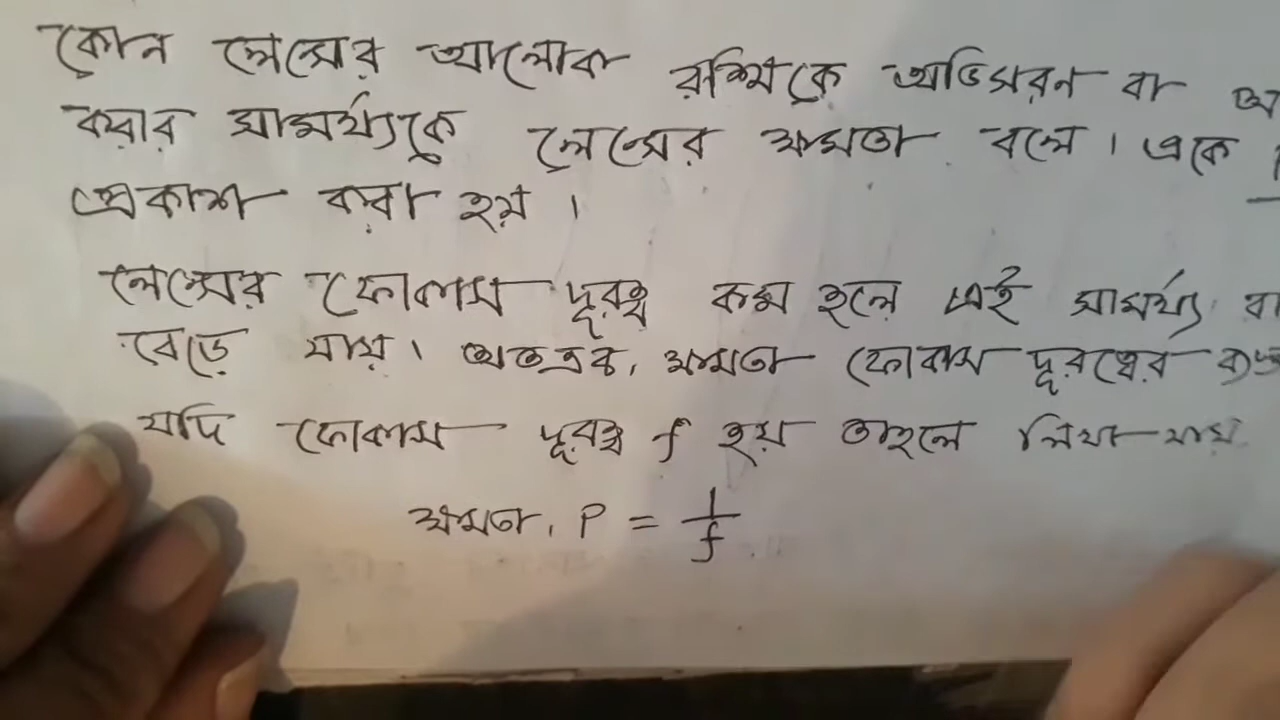 কোন লেন্সের আলোক রশ্মিকে অভিসরন বা অ
করার সামর্থ্যকে লেন্সের ক্ষমতা বলে। একে
প্রকাশ করা হয়।
লেন্সের ফোকাস দূরত্ব কম হলে এই সামর্থ্য বা
বেড়ে যায়। অতএব, ক্ষমতা ফোকাস দূরত্বের
যদি ফোকাস দূরত্ব f হয় তাহলে লিখা যায়
ক্ষমতা, P = 1/f